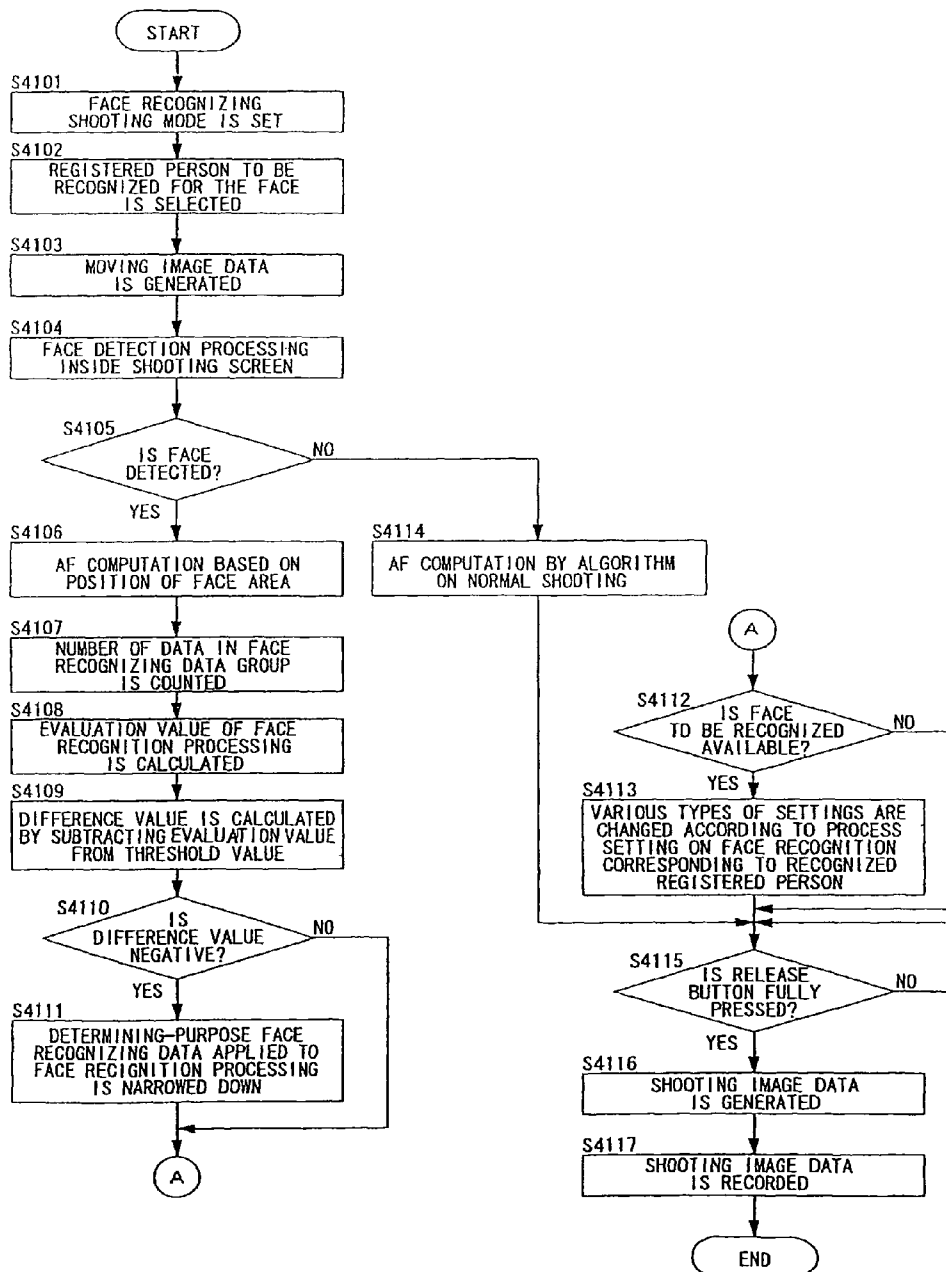 START
S4101
FACE RECOGNIZING
SHOOTING MODE IS SET
S4102
REGISTERED PERSON TO BE
RECOGNIZED FOR THE FACE
IS SELECTED
S4103
MOVING IMAGE DATA
IS GENERATED
S4104
FACE DETECTION PROCESSING
INSIDE SHOOTING SCREEN
S4105
IS FACE
DETECTED?
NO
YES
S4106
AF COMPUTATION BASED ON
POSITION OF FACE AREA
S4107
NUMBER OF DATA IN FACE
RECOGNIZING DATA GROUP
IS COUNTED
S4108
EVALUATION VALUE OF FACE
RECOGNITION PROCESSING
IS CALCULATED
S4109
DIFFERENCE VALUE IS CALCULATED
BY SUBTRACTING EVALUATION VALUE
FROM THRESHOLD VALUE
S4110
IS
DIFFERENCE VALUE
NEGATIVE?
NO
YES
S4111
DETERMINING-PURPOSE FACE
RECOGNIZING DATA APPLIED TO
FACE RECIGNITION PROCESSING
IS NARROWED DOWN
A
S4114
AF COMPUTATION BY ALGORITHM
ON NORMAL SHOOTING
A
S4112
IS FACE
TO BE RECOGNIZED
AVAILABLE?
NO
YES
S4113
VARIOUS TYPES OF SETTINGS ARE
CHANGED ACCORDING TO PROCESS
SETTING ON FACE RECOGNITION
CORRESPONDING TO RECOGNIZED
REGISTERED PERSON
S4115
IS RELEASE
BUTTON FULLY
PRESSED?
NO
YES
S4116
SHOOTING IMAGE DATA
IS GENERATED
S4117
SHOOTING IMAGE DATA
IS RECORDED
END